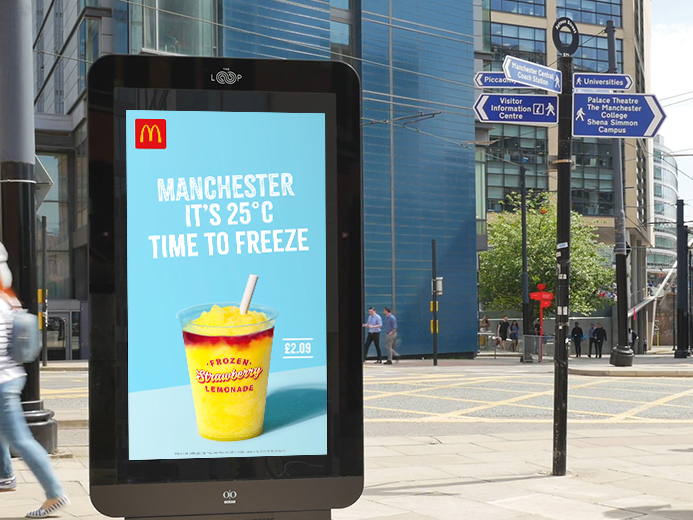 THE
LOOP
MANCHESTER
IT'S 25°C
TIME TO FREEZE
£2.09
FROZEN
Strawberry
LEMONADE
ocean
Manchester Central
Coach Station
Piccadilly
Universities
Visitor
Information
Centre
Palace Theatre
The Manchester
College
Shena Simmon
Campus